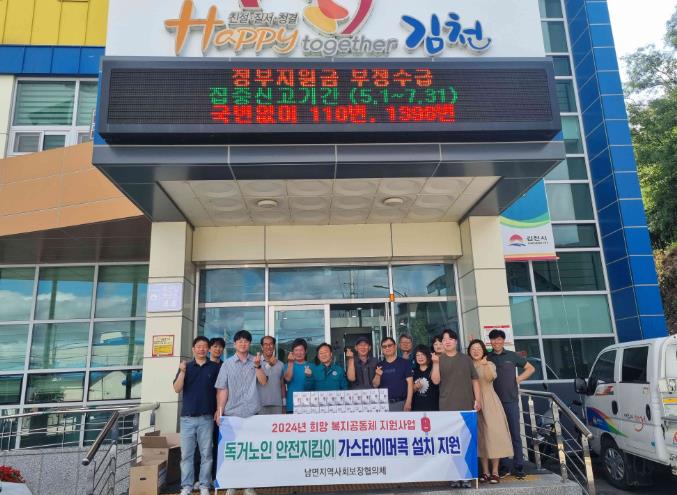 친절 질서 청결
Happy together 김천
정부지원금 부정수급
집중신고기간 (5.1~7.31)
국번없이 110번, 1398번
김천시
2024년 희망 복지공동체 지원사업
독거노인 안전지킴이 가스타이머콕 설치 지원
남면지역사회보장협의체